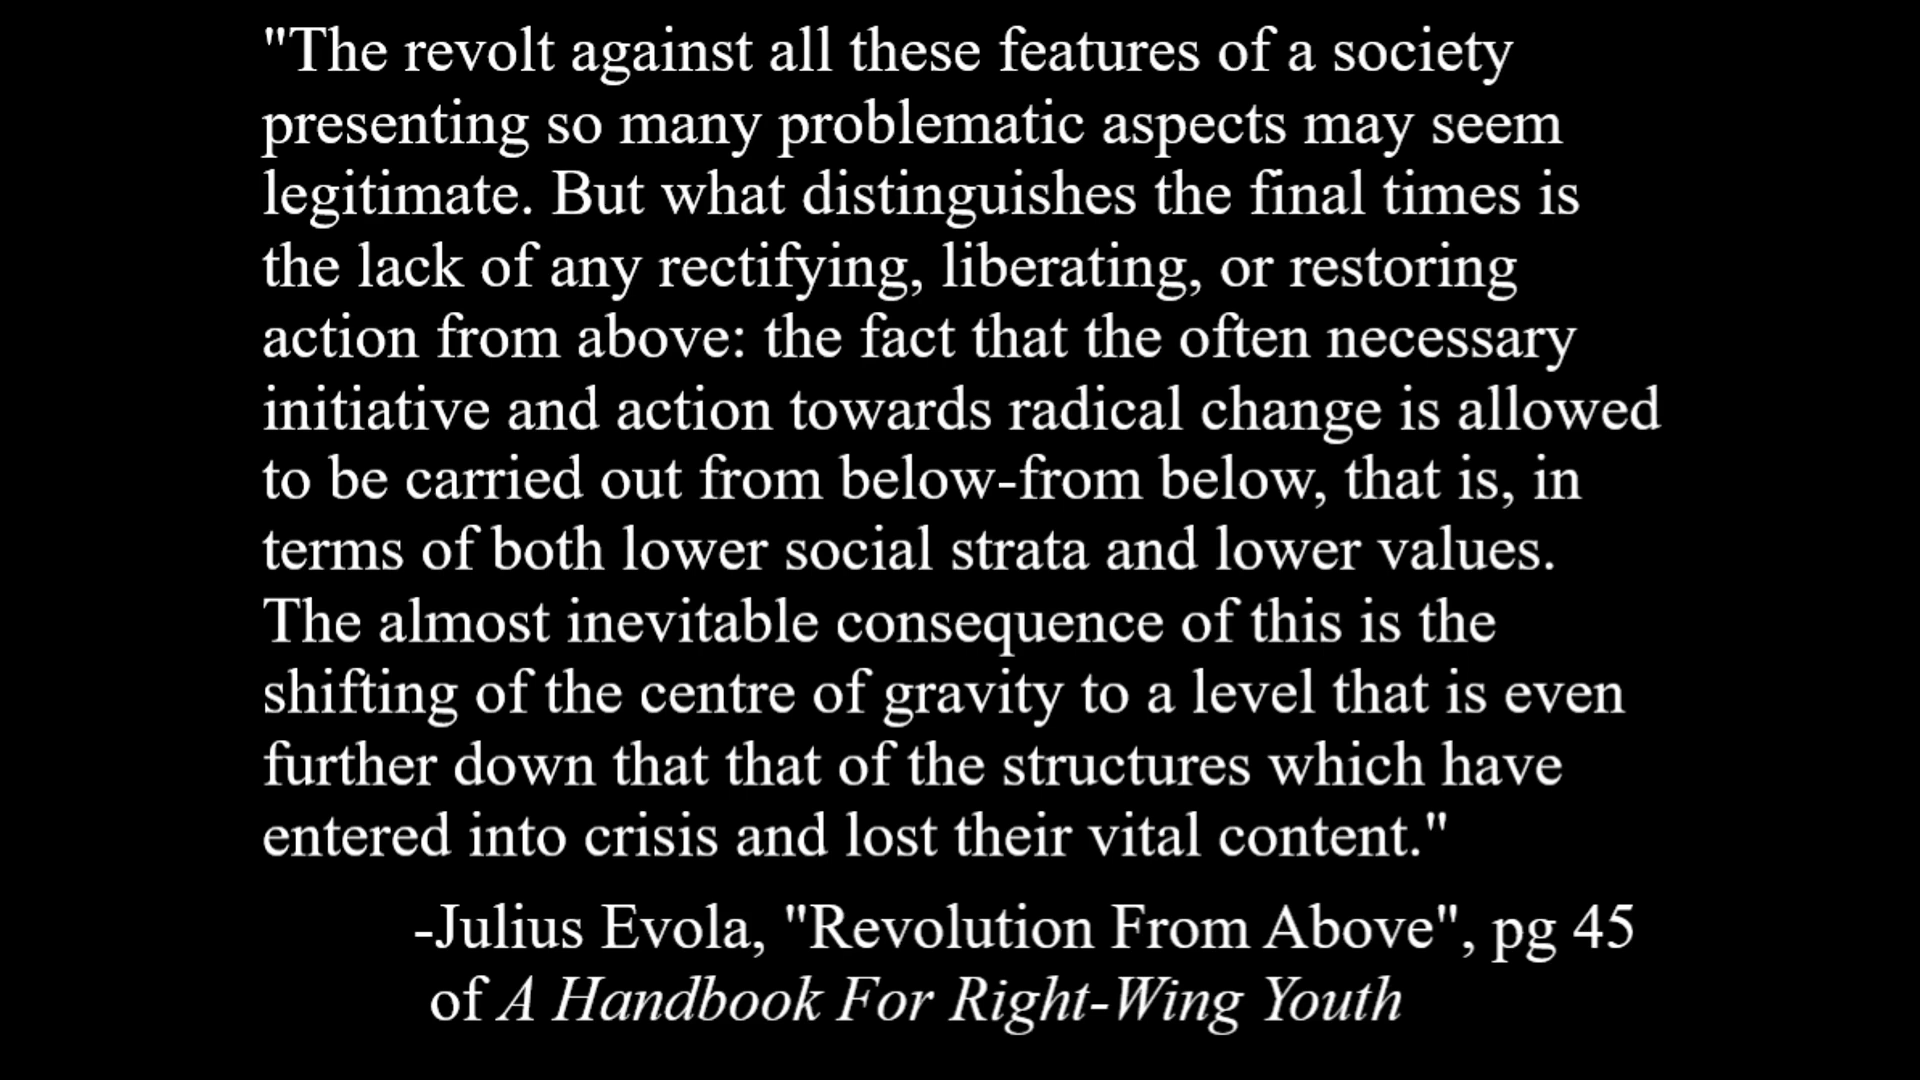 "The revolt against all these features of a society
presenting so many problematic aspects may seem
legitimate. But what distinguishes the final times is
the lack of any rectifying, liberating, or restoring
action from above: the fact that the often necessary
initiative and action towards radical change is allowed
to be carried out from below-from below, that is, in
terms of both lower social strata and lower values.
The almost inevitable consequence of this is the
shifting of the centre of gravity to a level that is even
further down that that of the structures which have
entered into crisis and lost their vital content."
-Julius Evola, "Revolution From Above", pg 45
of A Handbook For Right-Wing Youth